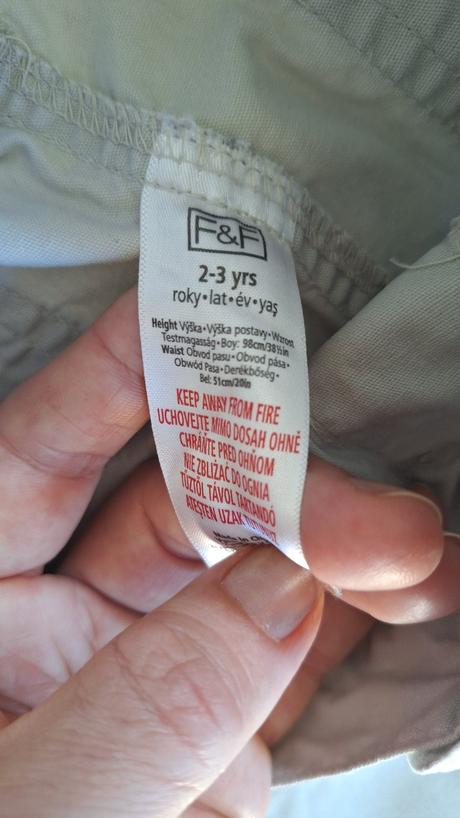 F&F
2-3 yrs
roky•lat•év•yaş
Height Výška•Výška postavy•Wzrost
Testmagasság•Boy: 98cm/38½in
Waist Obvod pasu•Obvod pása•
Obwód Pasa•Derékbőség•
Bel: 51cm/20in
KEEP AWAY FROM FIRE
UCHOVEJTE MIMO DOSAH OHNĚ
CHRÁŇTE PRED OHŇOM
NIE ZBLIŻAĆ DO OGNIA
TŰZTŐL TÁVOL TARTANDÓ
ATEŞTEN UZAK
Made in